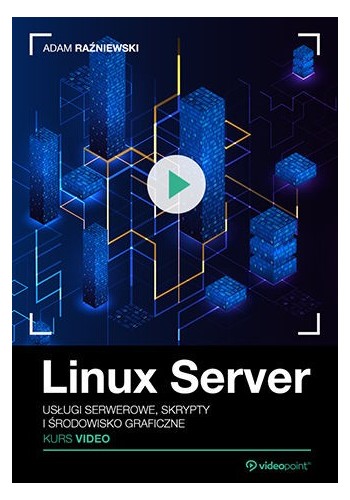 ADAM RAŹNIEWSKI
Linux Server
USŁUGI SERWEROWE, SKRYPTY
I ŚRODOWISKO GRAFICZNE
KURS VIDEO
videopoint